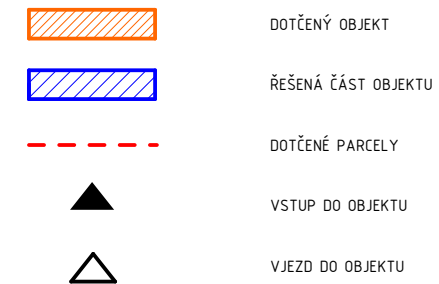 DOTČENÝ OBJEKT
ŘEŠENÁ ČÁST OBJEKTU
DOTČENÉ PARCELY
VSTUP DO OBJEKTU
VJEZD DO OBJEKTU